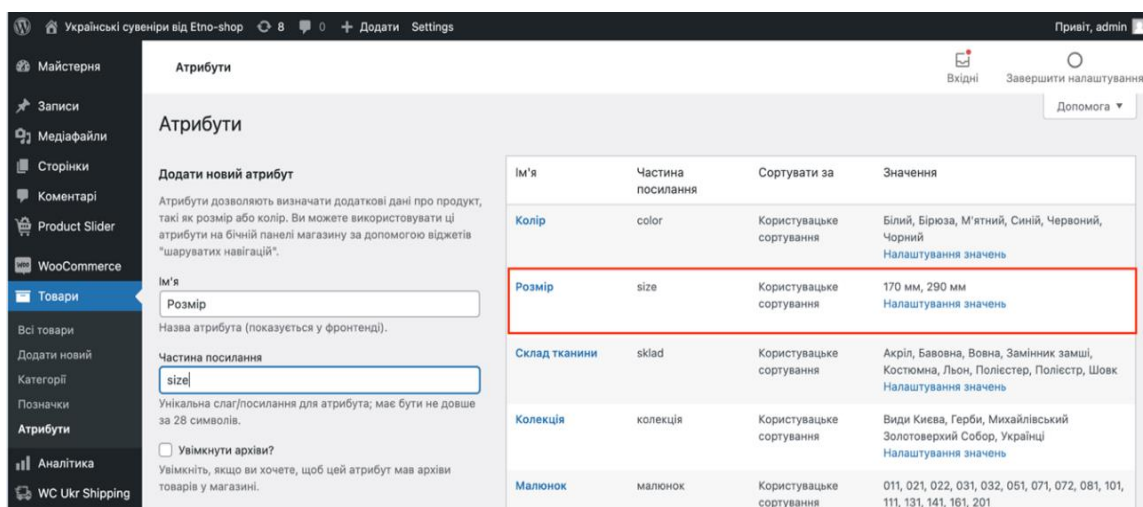 Українські сувеніри від Etno-shop 8 0 + Додати Settings Привіт, admin
Майстерня
Записи
Медіафайли
Сторінки
Коментарі
Product Slider
WooCommerce
Товари
Всі товари
Додати новий
Категорії
Позначки
Атрибути
Аналітика
WC Ukr Shipping
Атрибути
Вхідні
Завершити налаштування
Допомога ▼
Атрибути
Додати новий атрибут
Атрибути дозволяють визначати додаткові дані про продукт,
такі як розмір або колір. Ви можете використовувати ці
атрибути на бічній панелі магазину за допомогою віджетів
"шаруватих навігацій".
Ім'я
Розмір
Назва атрибута (показується у фронтенді).
Частина посилання
size
Унікальна слаг/посилання для атрибута; має бути не довше
за 28 символів.
Увімкнути архіви?
Увімкніть, якщо ви хочете, щоб цей атрибут мав архіви
товарів у магазині.
Ім'я Частина Сортувати за Значення
посилання
Колір color Користувацьке Білий, Бірюза, М'ятний, Синій, Червоний,
сортування Чорний
Налаштування значень
Розмір size Користувацьке 170 мм, 290 мм
сортування Налаштування значень
Склад тканини sklad Користувацьке Акріл, Бавовна, Вовна, Замінник замші,
сортування Костюмна, Льон, Полієстер, Полієстр, Шовк
Налаштування значень
Колекція колекція Користувацьке Види Києва, Герби, Михайлівський
сортування Золотоверхий Собор, Українці
Налаштування значень
Малюнок малюнок Користувацьке 011, 021, 022, 031, 032, 051, 071, 072, 081, 101,
сортування 111, 131, 141, 161, 201